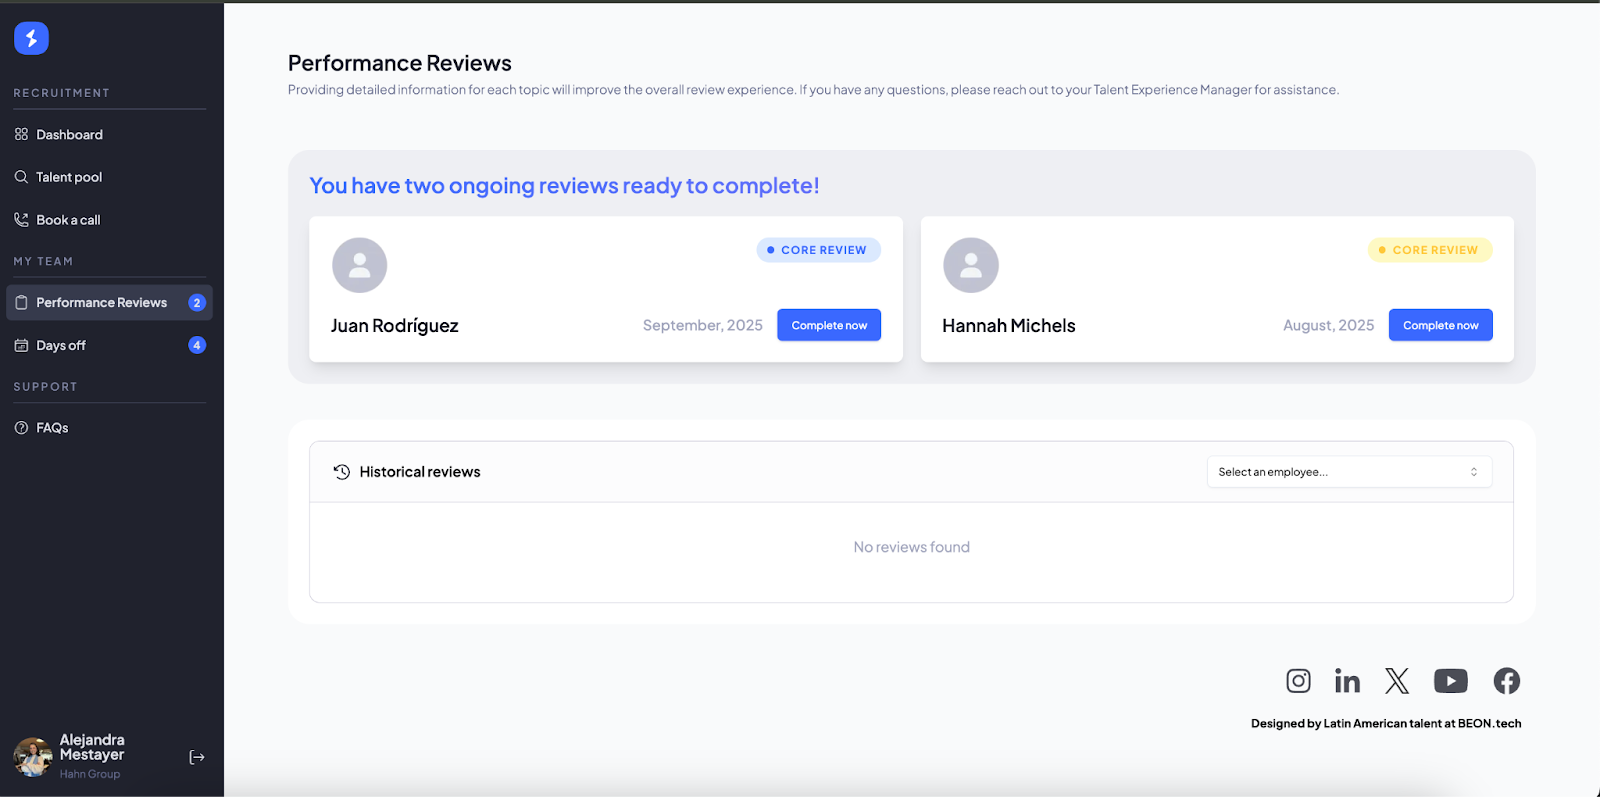 RECRUITMENT
Dashboard
Talent pool
Book a call
MY TEAM
Performance Reviews 2
Days off 4
SUPPORT
FAQs
Alejandra
Mestayer
Hahn Group
Performance Reviews
Providing detailed information for each topic will improve the overall review experience. If you have any questions, please reach out to your Talent Experience Manager for assistance.
You have two ongoing reviews ready to complete!
CORE REVIEW
Juan Rodríguez September, 2025 Complete now
CORE REVIEW
Hannah Michels August, 2025 Complete now
Historical reviews Select an employee...
No reviews found
Designed by Latin American talent at BEON.tech